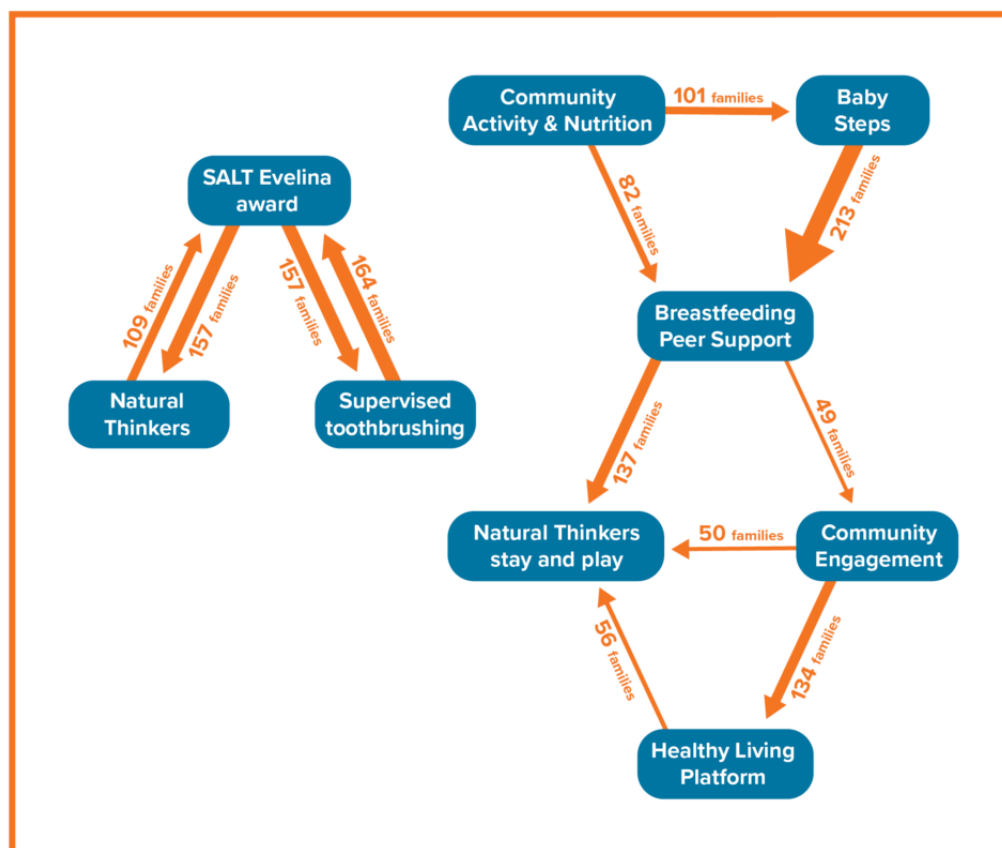 SALT Evelina
award
109 families
157 families
157 families
164 families
Natural
Thinkers
Supervised
toothbrushing
Community
Activity & Nutrition
101 families
Baby
Steps
82 families
213 families
Breastfeeding
Peer Support
137 families
49 families
Natural Thinkers
stay and play
50 families
Community
Engagement
56 families
134 families
Healthy Living
Platform